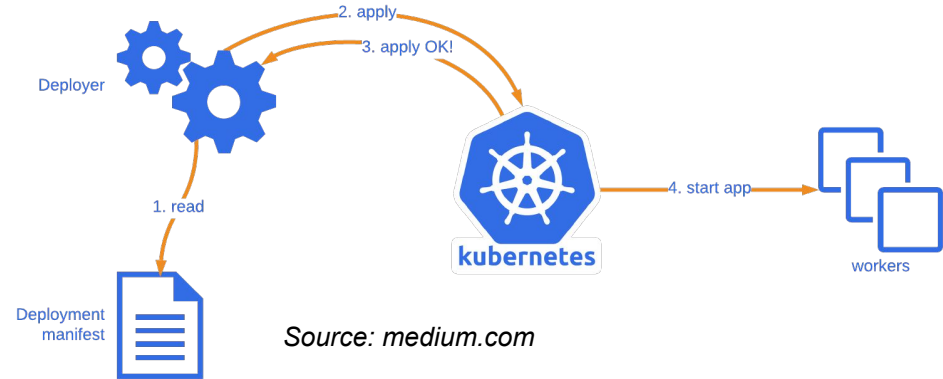 2. apply
3. apply OK!
Deployer
1. read
4. start app
kubernetes
workers
Deployment
manifest
Source: medium.com